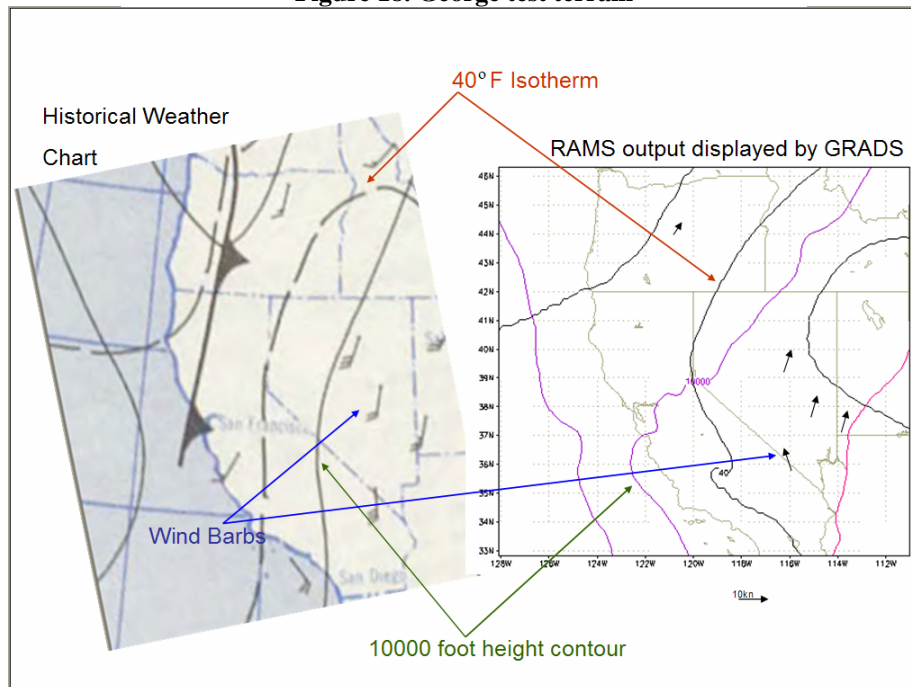 Figure 18. George test terrain
40° F Isotherm
Historical Weather
Chart
RAMS output displayed by GRADS
46N
45N
44N
43N
42N
41N
40N
39N
38N
37N
36N
35N
34N
33N
10000
40
128W
126W
124W
122W
120W
118W
116W
114W
112W
10kn
San Francisco
San Diego
Wind Barbs
10000 foot height contour